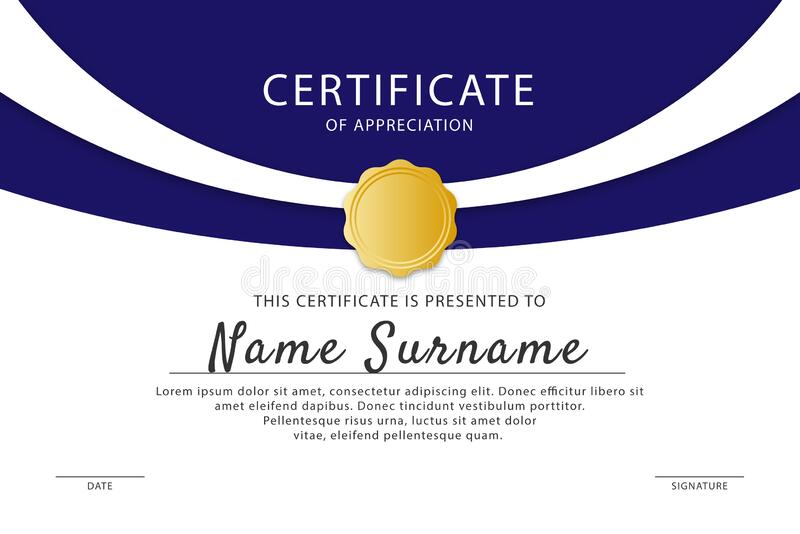 CERTIFICATE
OF APPRECIATION
THIS CERTIFICATE IS PRESENTED TO
Name Surname
Lorem ipsum dolor sit amet, consectetur adipiscing elit. Donec efficitur libero sit
amet eleifend dapibus. Donec tincidunt vestibulum porttitor.
Pellentesque risus ipsum, viverra sit amet dolor
vitae, eleifend pellentesque quam.
DATE
SIGNATURE
dreamstime